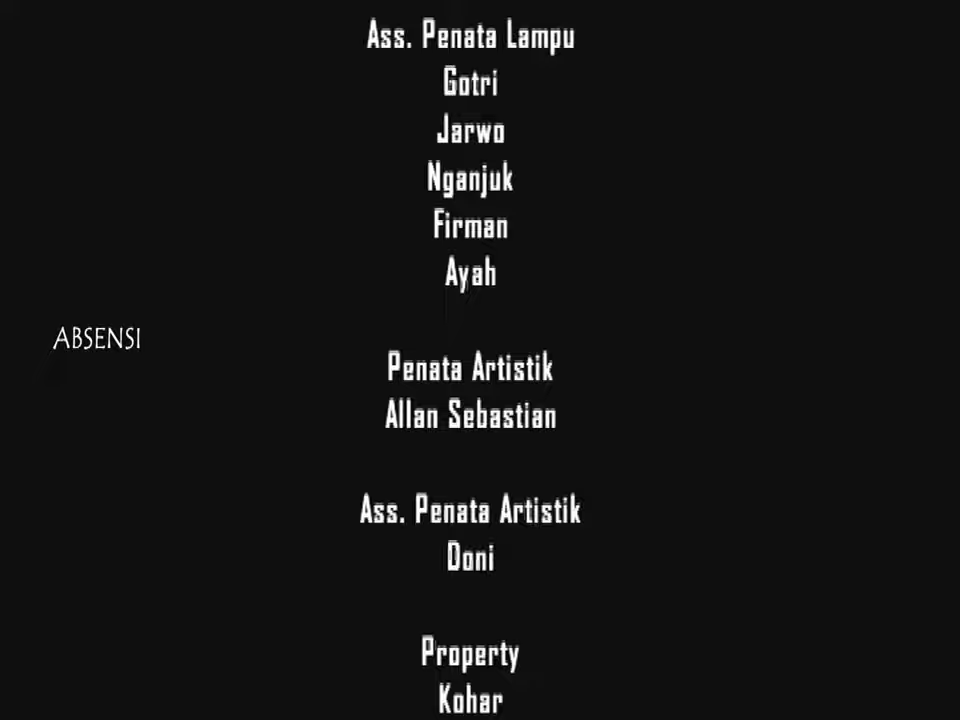 Ass. Penata Lampu
Gotri
Jarwo
Nganjuk
Firman
Ayah
ABSENSI
Penata Artistik
Allan Sebastian
Ass. Penata Artistik
Doni
Property
Kohar